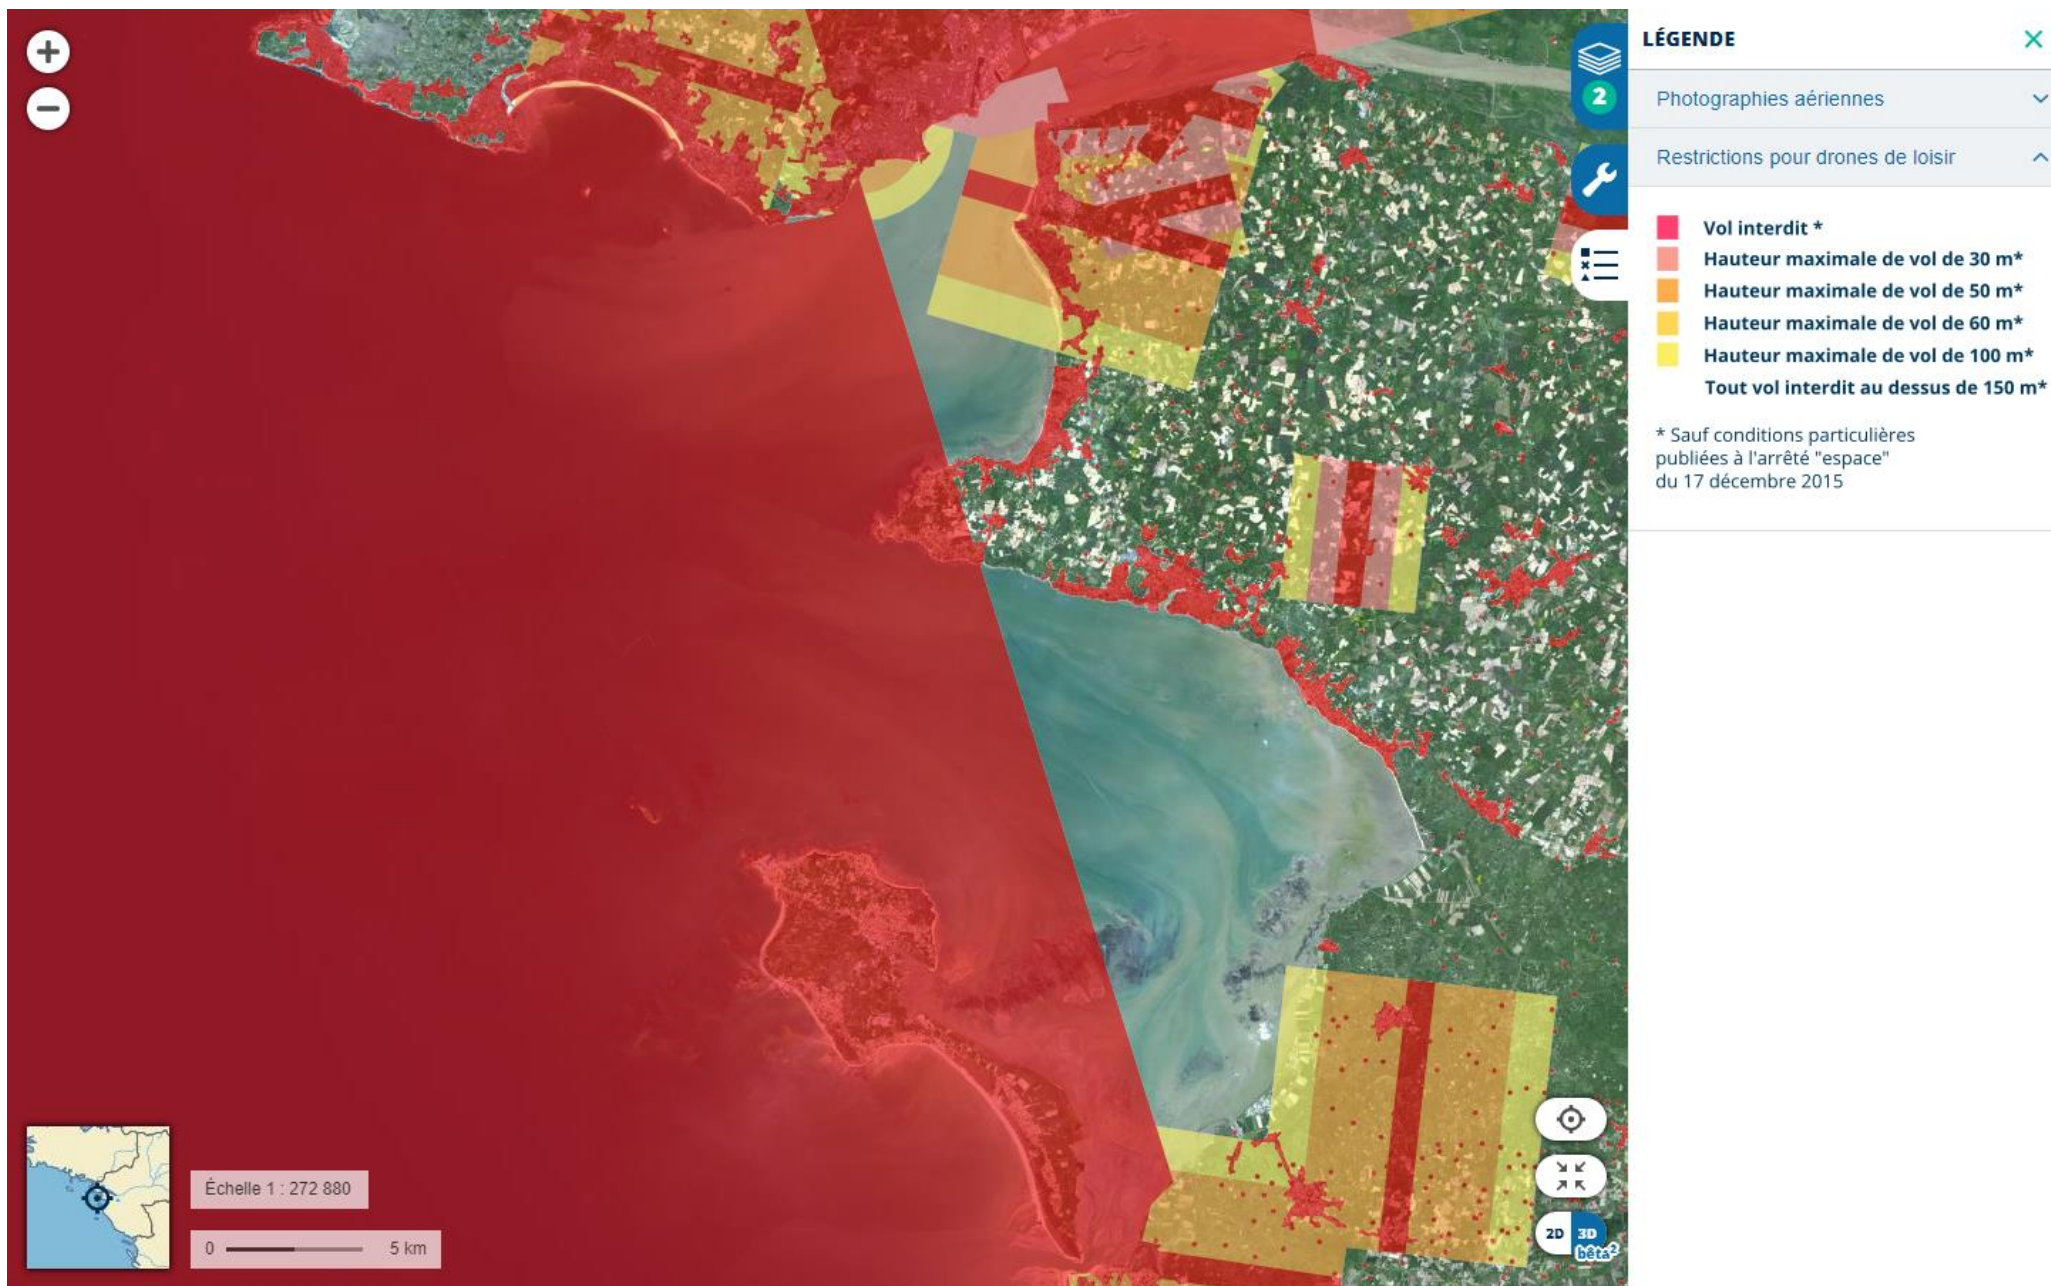 LÉGENDE
Photographies aériennes
2
Restrictions pour drones de loisir
Vol interdit *
Hauteur maximale de vol de 30 m*
Hauteur maximale de vol de 50 m*
Hauteur maximale de vol de 60 m*
Hauteur maximale de vol de 100 m*
Tout vol interdit au dessus de 150 m*
* Sauf conditions particulières
publiées à l'arrêté "espace"
du 17 décembre 2015
Échelle 1 : 272 880
0 5 km
2D 3D
bêta²